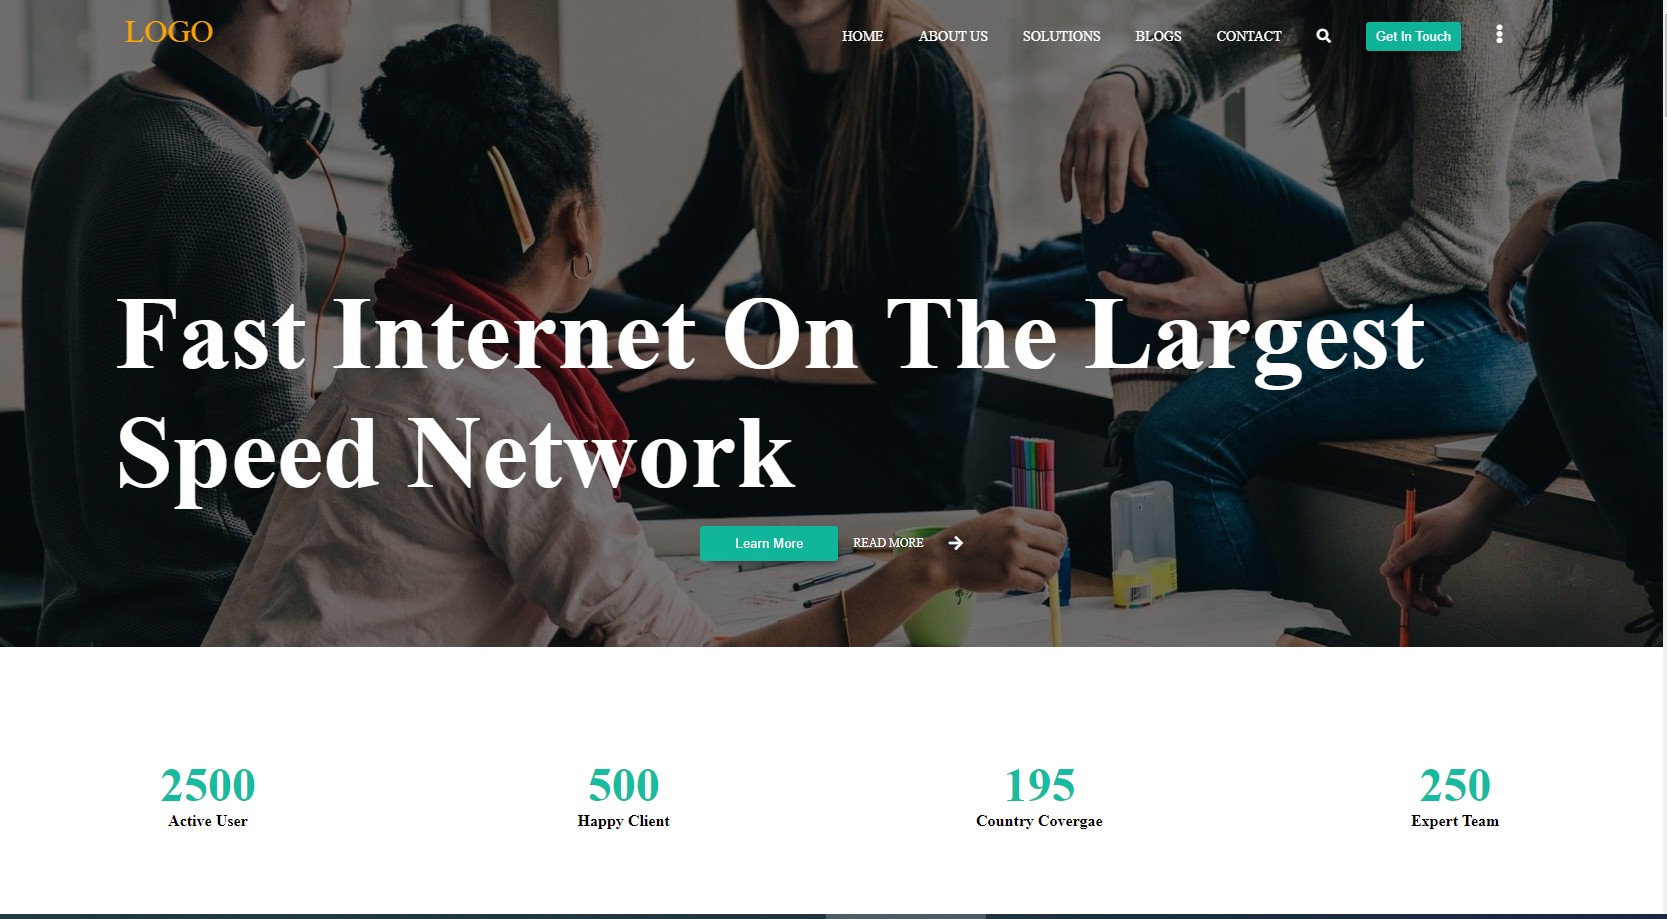 LOGO
HOME ABOUT US SOLUTIONS BLOGS CONTACT Get In Touch
Fast Internet On The Largest
Speed Network
Learn More READ MORE
2500 500 195 250
Active User Happy Client Country Covergae Expert Team